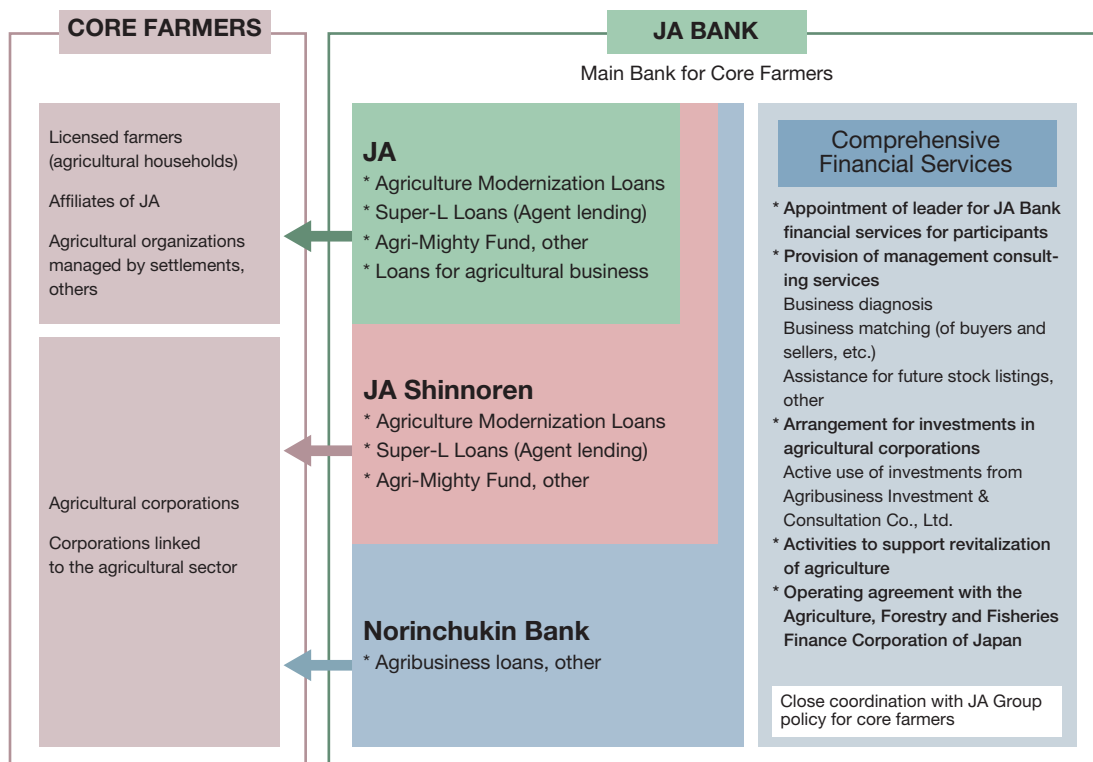 CORE FARMERS
Licensed farmers
(agricultural households)
Affiliates of JA
Agricultural organizations
managed by settlements,
others
Agricultural corporations
Corporations linked
to the agricultural sector
JA BANK
Main Bank for Core Farmers
JA
* Agriculture Modernization Loans
* Super-L Loans (Agent lending)
* Agri-Mighty Fund, other
* Loans for agricultural business
JA Shinnoren
* Agriculture Modernization Loans
* Super-L Loans (Agent lending)
* Agri-Mighty Fund, other
Norinchukin Bank
* Agribusiness loans, other
Comprehensive
Financial Services
* Appointment of leader for JA Bank
financial services for participants
* Provision of management consult-
ing services
Business diagnosis
Business matching (of buyers and
sellers, etc.)
Assistance for future stock listings,
other
* Arrangement for investments in
agricultural corporations
Active use of investments from
Agribusiness Investment &
Consultation Co., Ltd.
* Activities to support revitalization
of agriculture
* Operating agreement with the
Agriculture, Forestry and Fisheries
Finance Corporation of Japan
Close coordination with JA Group
policy for core farmers